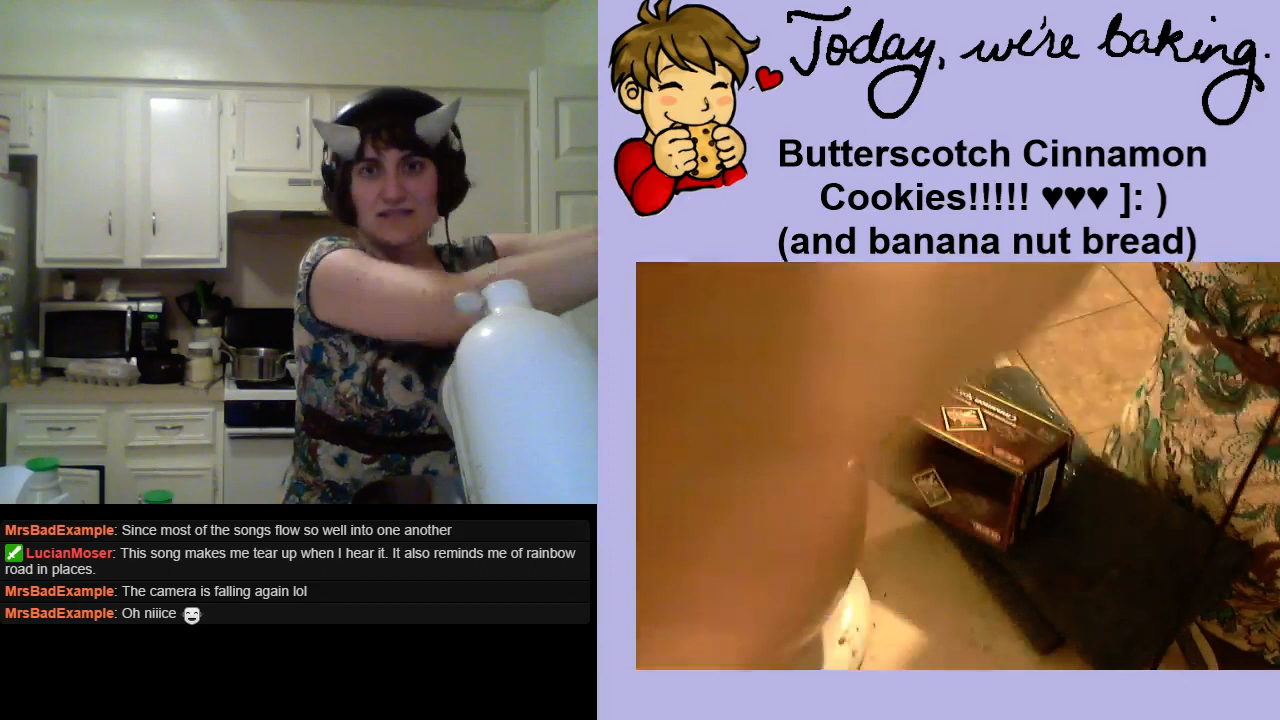 Today, we're baking.
Butterscotch Cinnamon
Cookies!!!!! ♥♥♥ ]: )
(and banana nut bread)
MrsBadExample: Since most of the songs flow so well into one another
LucianMoser: This song makes me tear up when I hear it. It also reminds me of rainbow
road in places.
MrsBadExample: The camera is falling again lol
MrsBadExample: Oh niiice